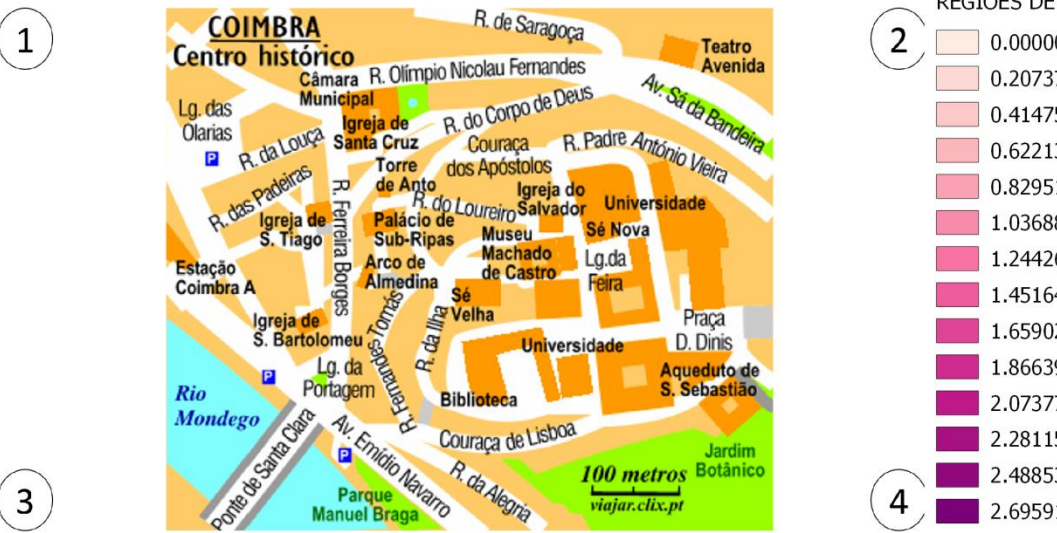 1
COIMBRA
Centro histórico
R. de Saragoça
Teatro
Avenida
R. Olímpio Nicolau Fernandes
Câmara
Municipal
Av. Sá da Bandeira
Lg. das
Olarias
P
R. da Louça
Igreja de
Santa Cruz
R. do Corpo de Deus
Couraça
dos Apóstolos
R. Padre António Vieira
Torre
de Anto
R. das Padeiras
R. Ferreira Borges
R. do Loureiro
Igreja do
Salvador
Universidade
Igreja de
S. Tiago
Palácio de
Sub-Ripas
Museu
Machado
de Castro
Sé Nova
Lg.da
Feira
Estação
Coimbra A
Arco de
Almedina
Sé
Velha
R. Fernandes Tomás
R. da Ilha
Igreja de
S. Bartolomeu
Praça
D. Dinis
Universidade
Lg. da
Portagem
P
Aqueduto de
S. Sebastião
Biblioteca
Rio
Mondego
Ponte de Santa Clara
Av. Emídio Navarro
P
Couraça de Lisboa
R. da Alegria
Jardim
Botânico
Parque
Manuel Braga
100 metros
viajar.clix.pt
3
2
REGIÕES DE
0.00000
0.20737
0.41475
0.62213
0.82951
1.03688
1.24426
1.45164
1.65902
1.86639
2.07377
2.28115
2.48853
2.69591
4